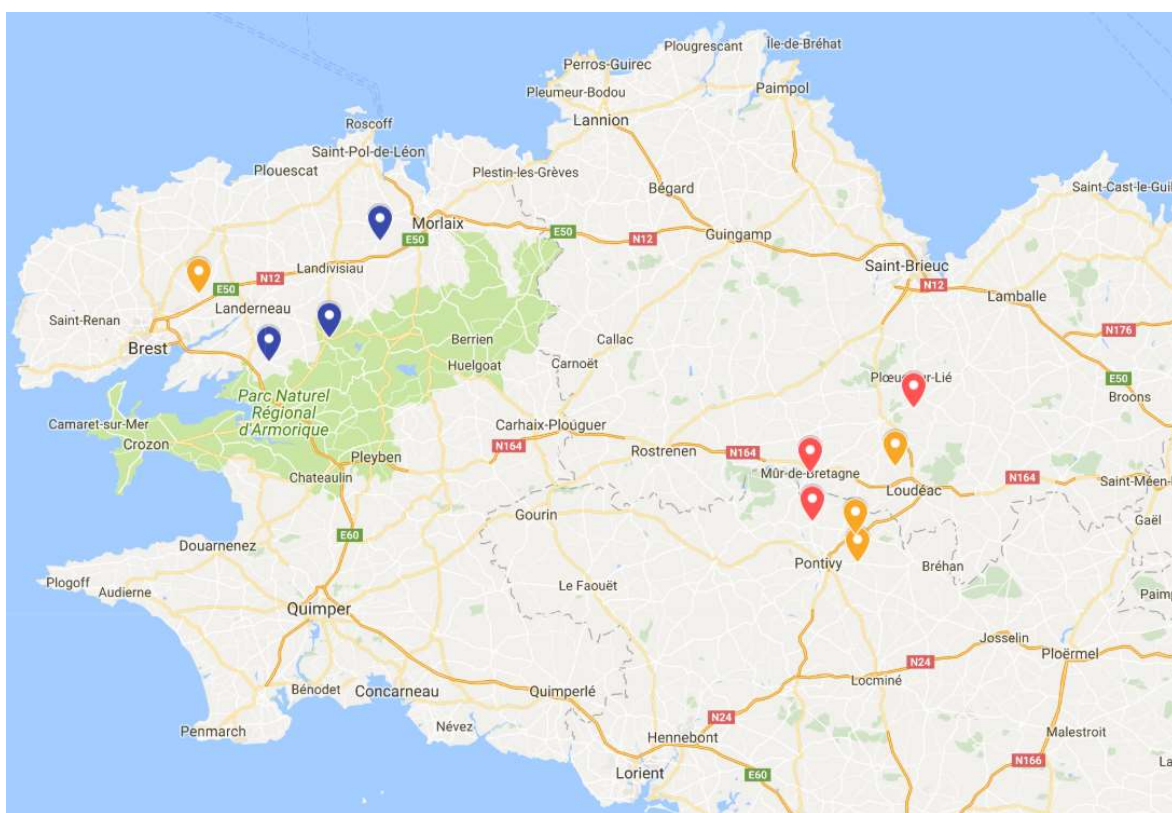 Plougrescant
Île-de-Bréhat
Perros-Guirec
Pleumeur-Bodou
Paimpol
Lannion
Roscoff
Saint-Pol-de-Léon
Plouescat
Plestin-les-Grèves
Bégard
Saint-Cast-le-Guil
Morlaix
E50
E50
N12
Guingamp
Saint-Brieuc
N12
Landivisiau
N12
E50
Landerneau
Saint-Renan
Brest
Lamballe
N176
Berrien
Callac
Huelgoat
Carnoët
E50
Broons
Parc Naturel
Régional
d'Armorique
Camaret-sur-Mer
Crozon
Carhaix-Plouguer
N164
Rostrenen
N164
Mûr-de-Bretagne
Pleyben
Chateaulin
Loudéac
N164
Saint-Méen-
Gaël
Gourin
E60
Douarnenez
Pontivy
Bréhan
Plogoff
Audierne
Le Faouët
Paimp
Quimper
Josselin
Ploërmel
N24
Locminé
Bénodet
Concarneau
Quimperlé
Névez
Penmarch
N24
Hennebont
Malestroit
N166
La
Lorient
E60